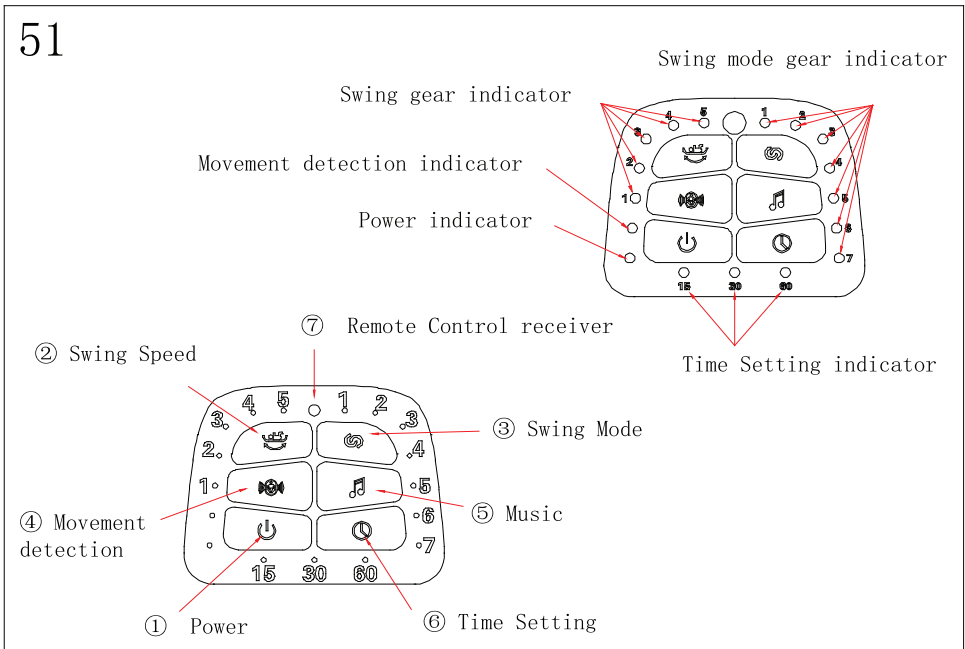 51
Swing mode gear indicator
Swing gear indicator
Movement detection indicator
Power indicator
4 5 1 2
3 3
2 4
1 5
6
7
15 30 60
Time Setting indicator
⑦ Remote Control receiver
② Swing Speed
4 5 1 2
3 3
2 4
1 5
6
7
15 30 60
③ Swing Mode
④ Movement
detection
⑤ Music
① Power
⑥ Time Setting